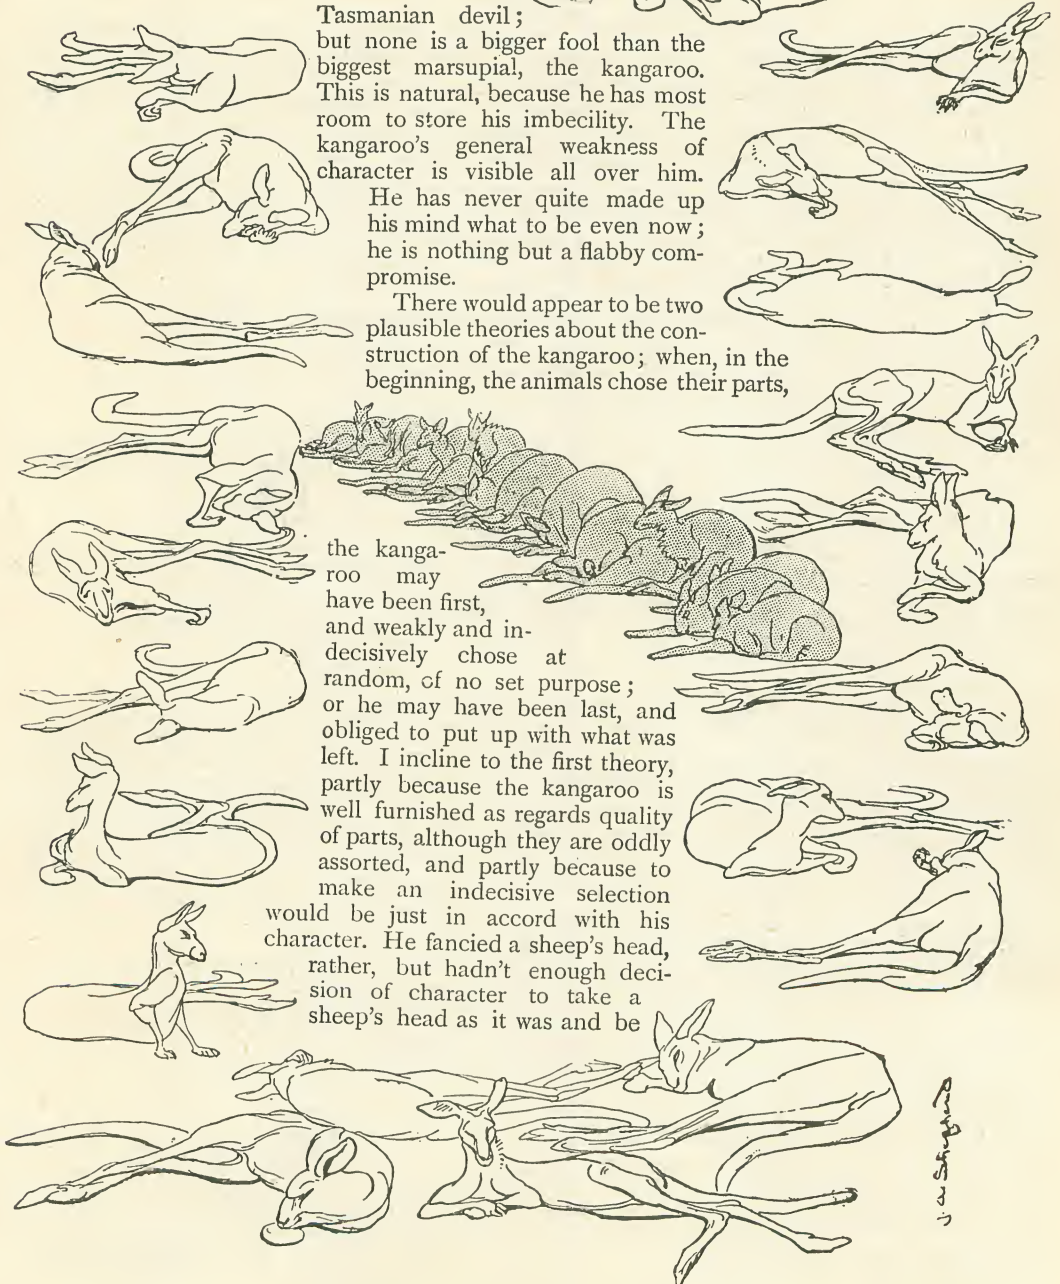 Tasmanian devil;
but none is a bigger fool than the
biggest marsupial, the kangaroo.
This is natural, because he has most
room to store his imbecility. The
kangaroo's general weakness of
character is visible all over him.
He has never quite made up
his mind what to be even now;
he is nothing but a flabby com-
promise.
There would appear to be two
plausible theories about the con-
struction of the kangaroo; when, in the
beginning, the animals chose their parts,
the kanga-
roo may
have been first,
and weakly and in-
decisively chose at
random, of no set purpose;
or he may have been last, and
obliged to put up with what was
left. I incline to the first theory,
partly because the kangaroo is
well furnished as regards quality
of parts, although they are oddly
assorted, and partly because to
make an indecisive selection
would be just in accord with his
character. He fancied a sheep's head,
rather, but hadn't enough deci-
sion of character to take a
sheep's head as it was and be